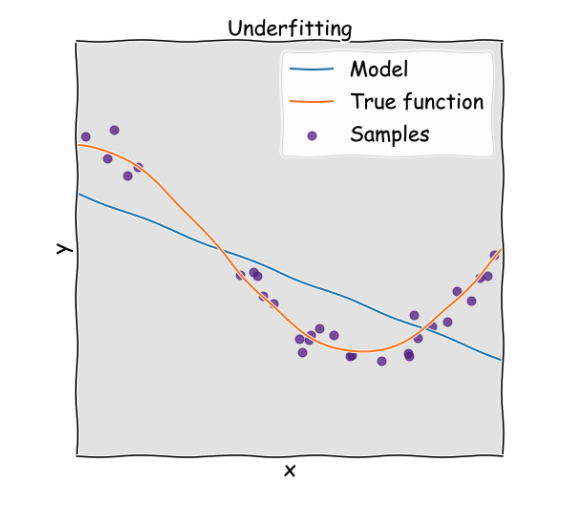 Underfitting
Model
True function
Samples
y
x